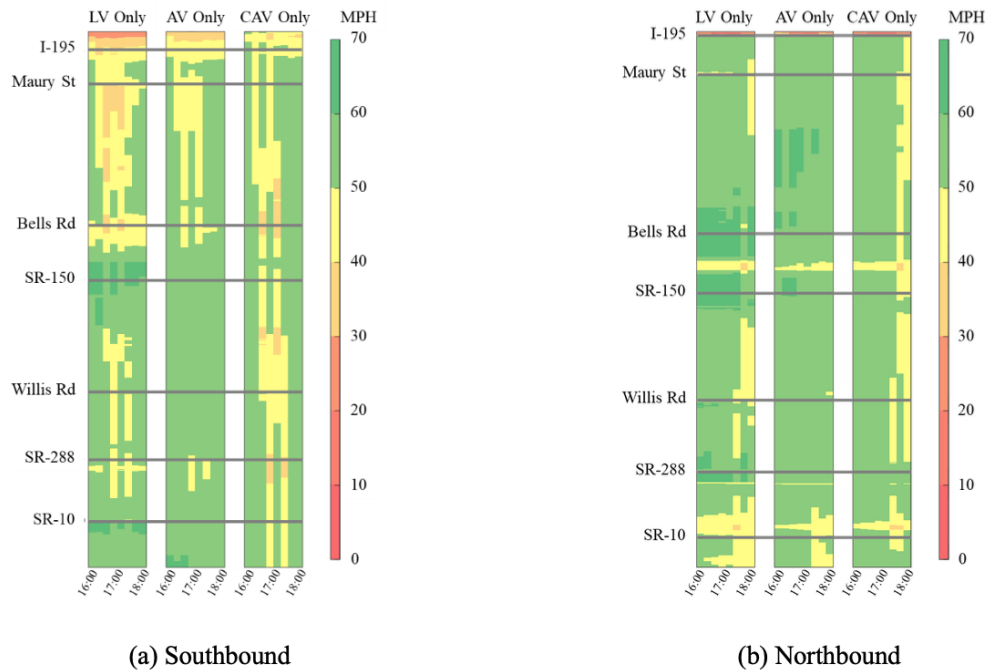 LV Only AV Only CAV Only MPH
I-195
Maury St
Bells Rd
SR-150
Willis Rd
SR-288
SR-10
70
60
50
40
30
20
10
0
16:00 17:00 18:00 16:00 17:00 18:00 16:00 17:00 18:00
(a) Southbound
LV Only AV Only CAV Only MPH
I-195
Maury St
Bells Rd
SR-150
Willis Rd
SR-288
SR-10
70
60
50
40
30
20
10
0
16:00 17:00 18:00 16:00 17:00 18:00 16:00 17:00 18:00
(b) Northbound